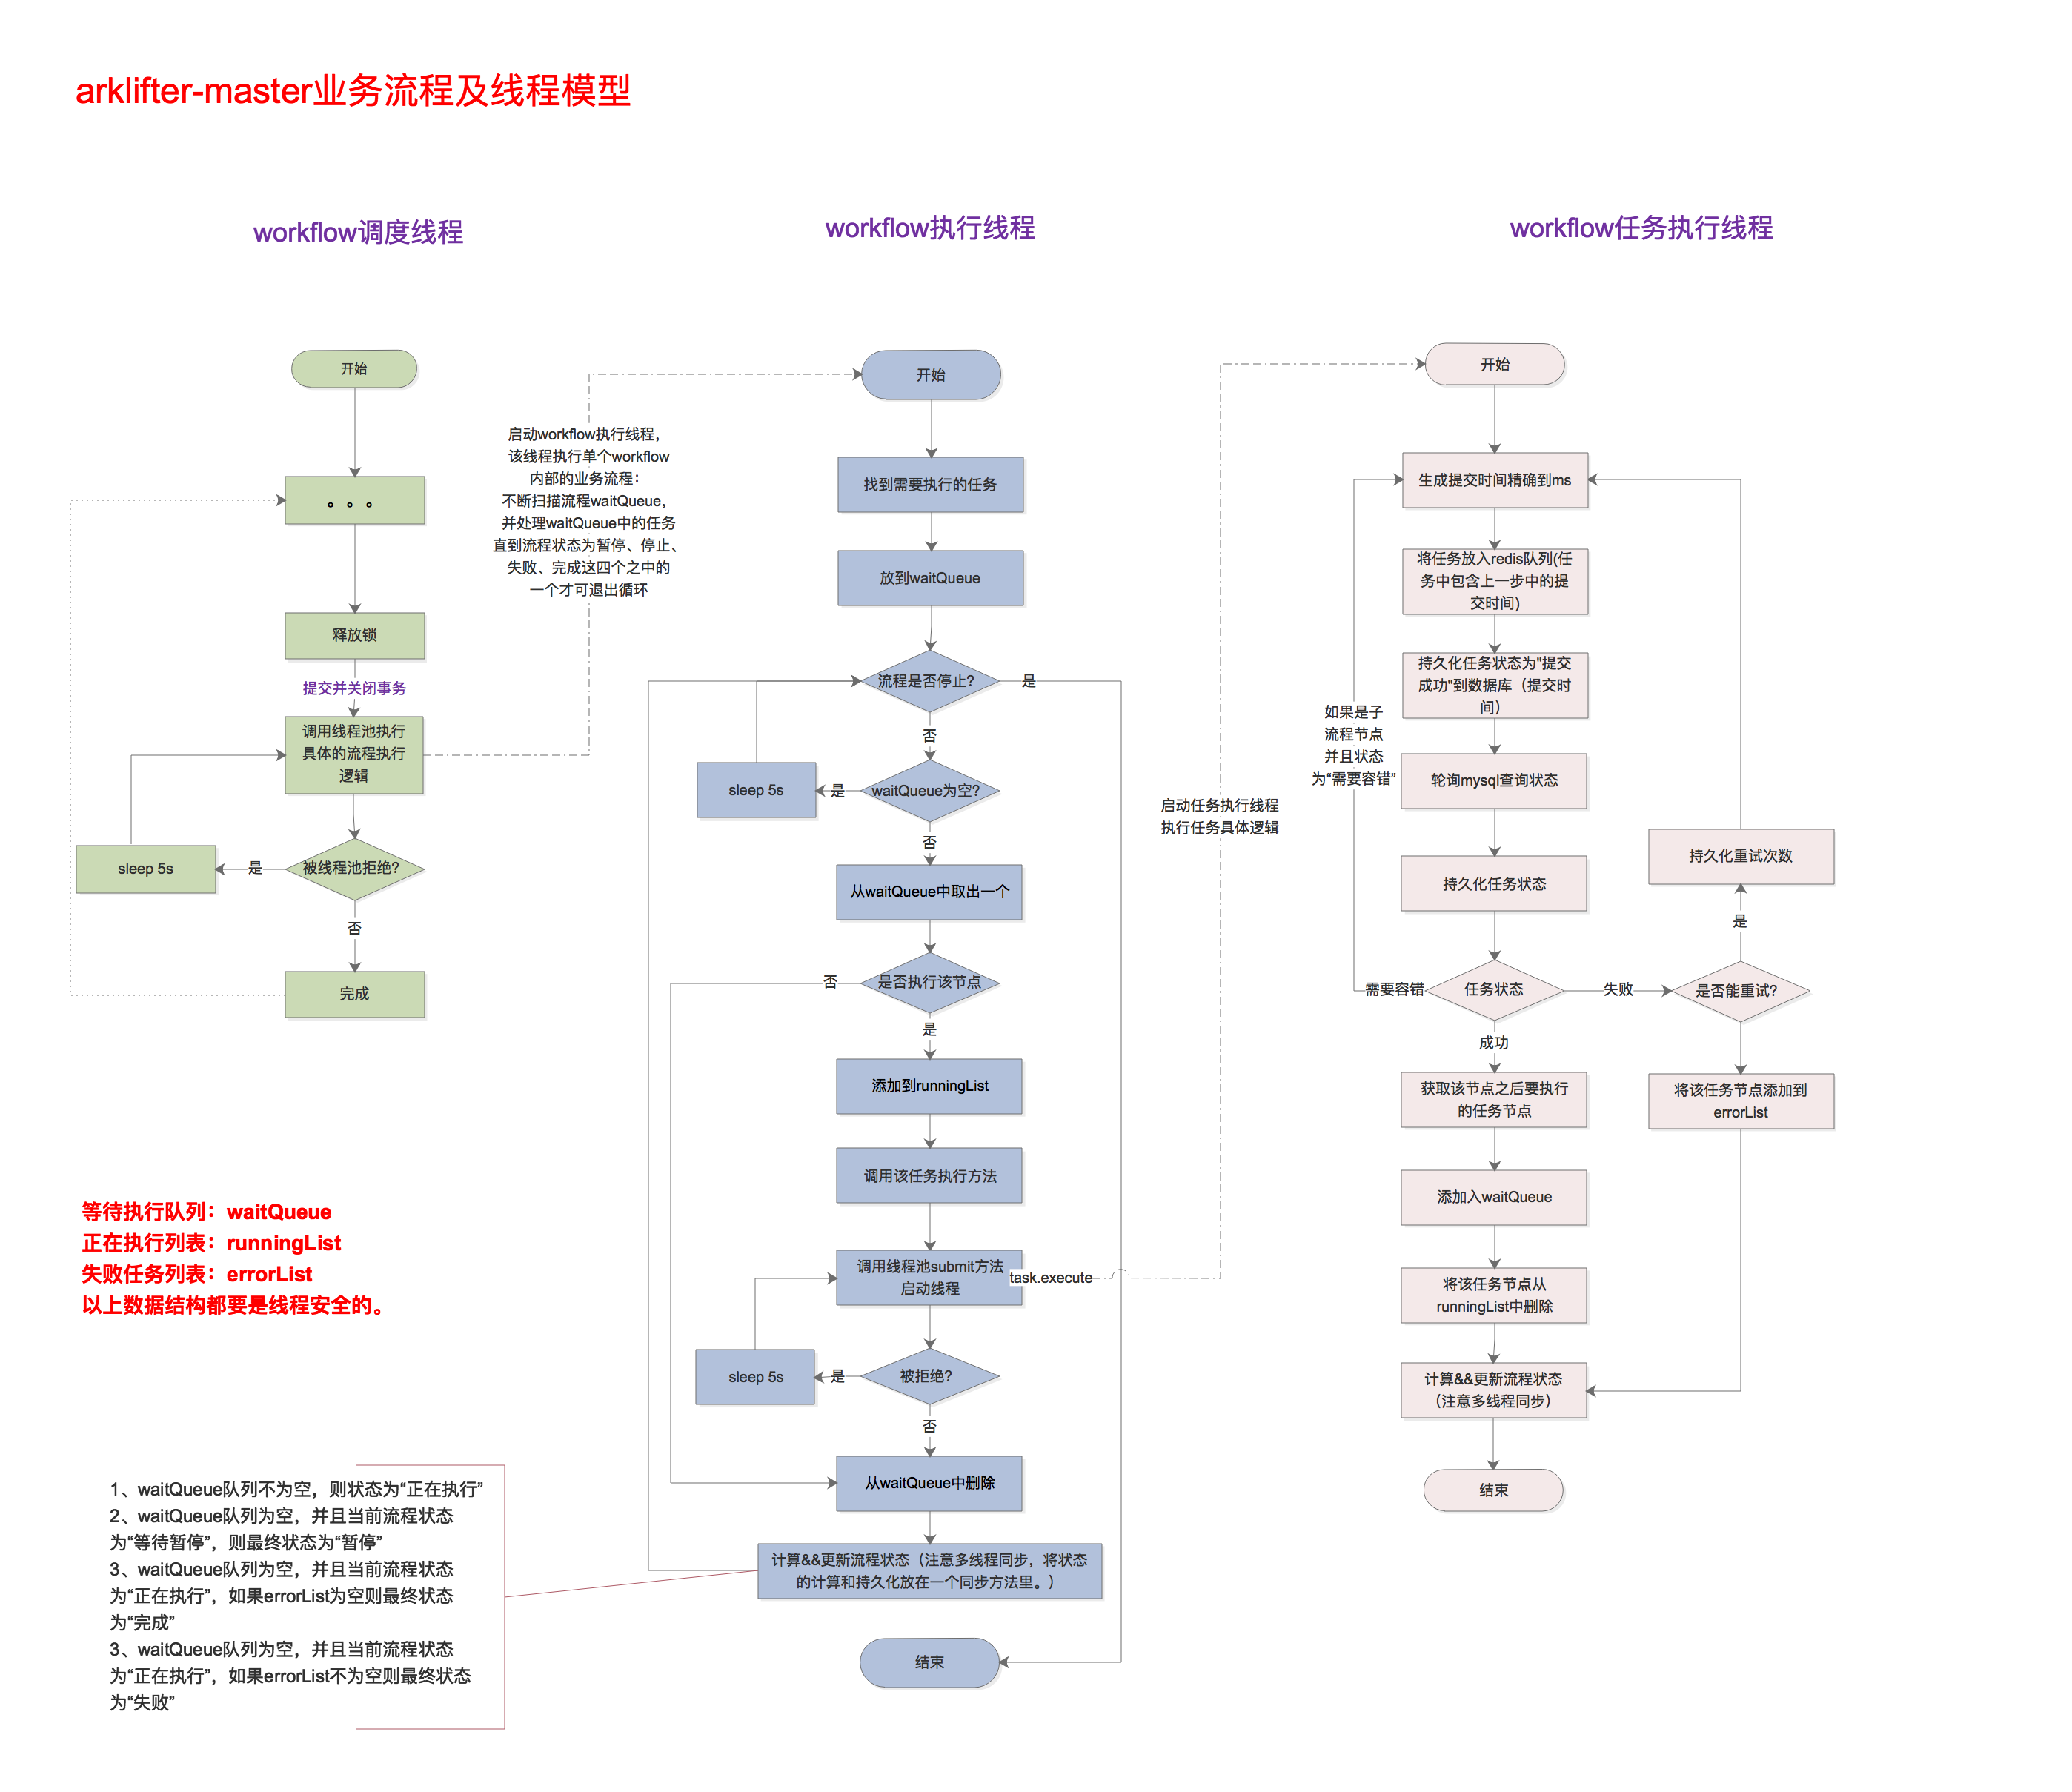 arklifter-master业务流程及线程模型
workflow调度线程
开始
。。。
释放锁
提交并关闭事务
调用线程池执行
具体的流程执行
逻辑
被线程池拒绝?
是
sleep 5s
否
完成
启动workflow执行线程，
该线程执行单个workflow
内部的业务流程：
不断扫描流程waitQueue，
并处理waitQueue中的任务
直到流程状态为暂停、停止、
失败、完成这四个之中的
一个才可退出循环
workflow执行线程
开始
找到需要执行的任务
放到waitQueue
流程是否停止?
是
否
waitQueue为空?
是
sleep 5s
否
从waitQueue中取出一个
是否执行该节点
否
是
添加到runningList
调用该任务执行方法
调用线程池submit方法
启动线程
task.execute
被拒绝?
是
sleep 5s
否
从waitQueue中删除
计算&&更新流程状态（注意多线程同步，将状态
的计算和持久化放在一个同步方法里。）
结束
启动任务执行线程
执行任务具体逻辑
workflow任务执行线程
开始
生成提交时间精确到ms
将任务放入redis队列(任
务中包含上一步中的提
交时间)
持久化任务状态为"提交
成功"到数据库（提交时
间）
轮询mysql查询状态
持久化任务状态
任务状态
需要容错
如果是子
流程节点
并且状态
为“需要容错”
失败
是否能重试?
是
持久化重试次数
将该任务节点添加到
errorList
成功
获取该节点之后要执行
的任务节点
添加入waitQueue
将该任务节点从
runningList中删除
计算&&更新流程状态
（注意多线程同步）
结束
等待执行队列：waitQueue
正在执行列表：runningList
失败任务列表：errorList
以上数据结构都要是线程安全的。
1、waitQueue队列不为空，则状态为“正在执行”
2、waitQueue队列为空，并且当前流程状态
为“等待暂停”，则最终状态为“暂停”
3、waitQueue队列为空，并且当前流程状态
为“正在执行”，如果errorList为空则最终状态
为“完成”
3、waitQueue队列为空，并且当前流程状态
为“正在执行”，如果errorList不为空则最终状态
为“失败”